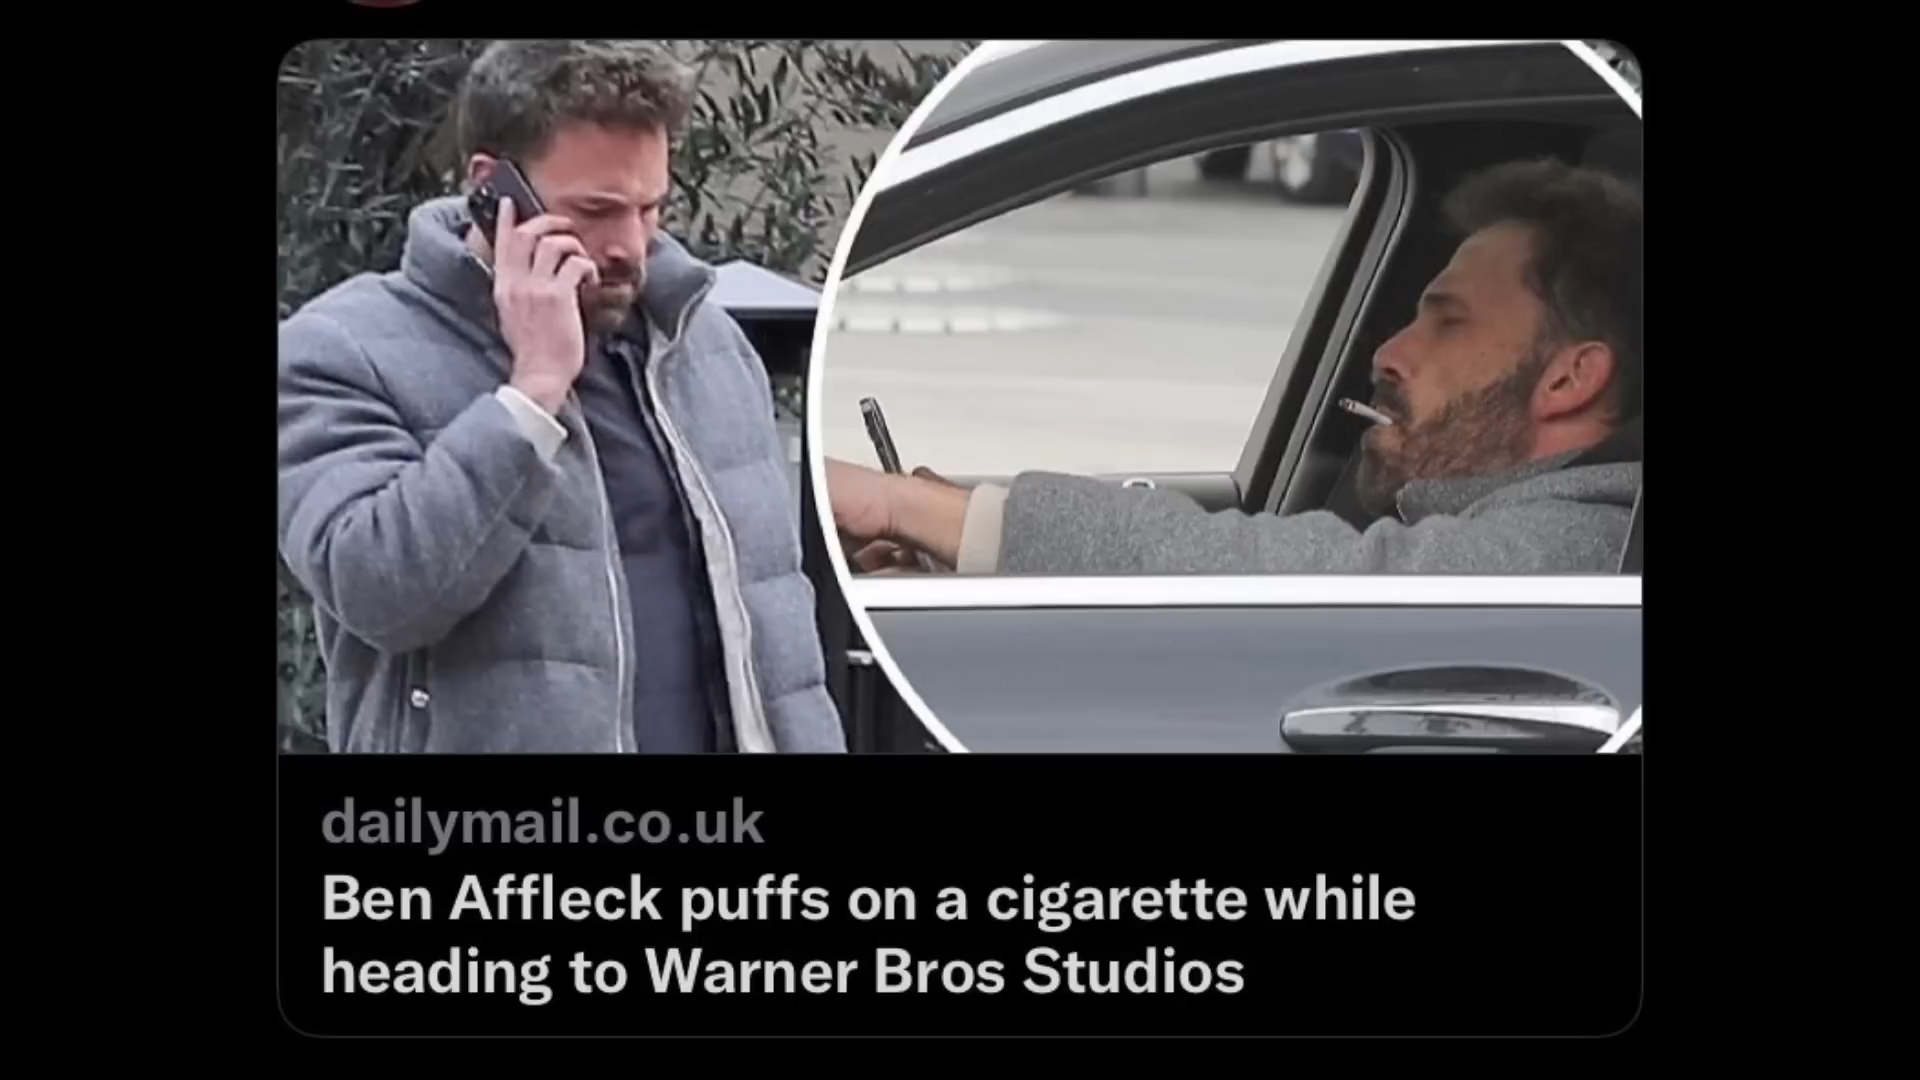 dailymail.co.uk
Ben Affleck puffs on a cigarette while
heading to Warner Bros Studios